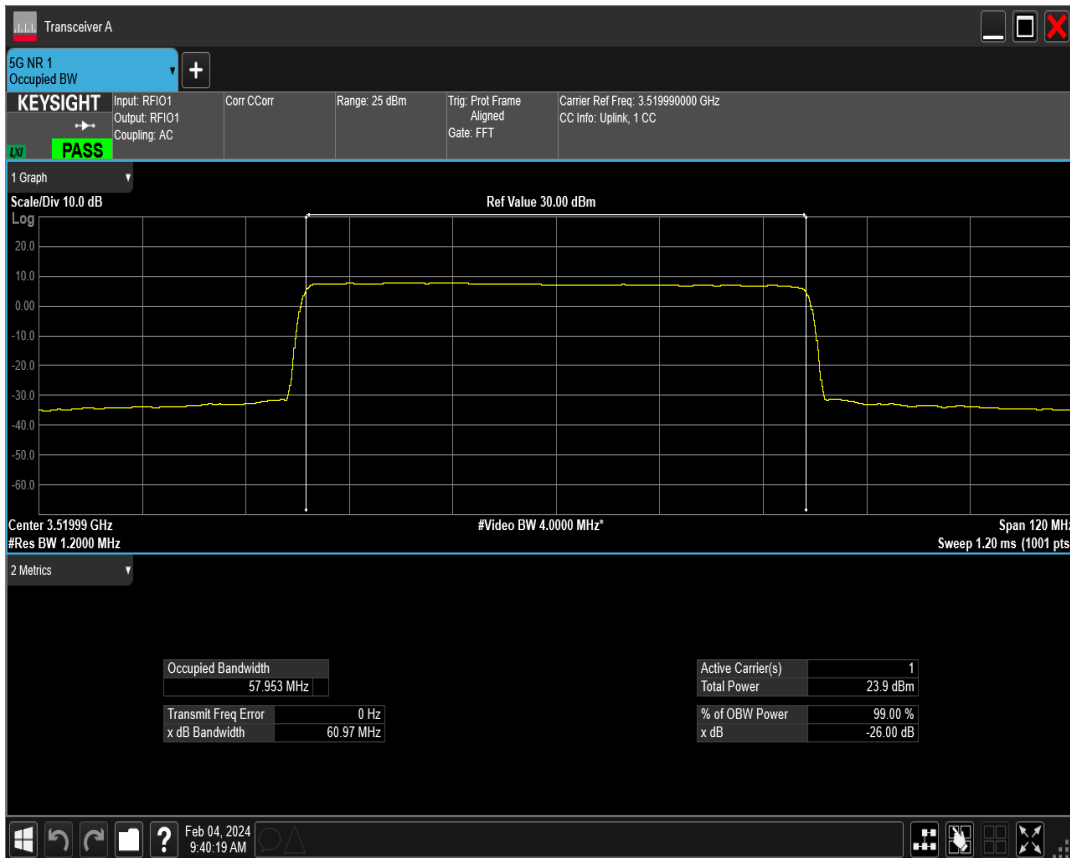 Transceiver A
5G NR 1
Occupied BW
KEYSIGHT
LXI
PASS
Input: RFIO1
Output: RFIO1
Coupling: AC
Corr CCorr
Range: 25 dBm
Trig: Prot Frame
Aligned
Gate: FFT
Carrier Ref Freq: 3.519990000 GHz
CC Info: Uplink, 1 CC
1 Graph
Scale/Div 10.0 dB
Ref Value 30.00 dBm
Log
20.0
10.0
0.00
-10.0
-20.0
-30.0
-40.0
-50.0
-60.0
Center 3.51999 GHz
#Video BW 4.0000 MHz*
Span 120 MHz
#Res BW 1.2000 MHz
Sweep 1.20 ms (1001 pts
2 Metrics
Occupied Bandwidth
57.953 MHz
Transmit Freq Error 0 Hz
x dB Bandwidth 60.97 MHz
Active Carrier(s) 1
Total Power 23.9 dBm
% of OBW Power 99.00 %
x dB -26.00 dB
Feb 04, 2024
9:40:19 AM